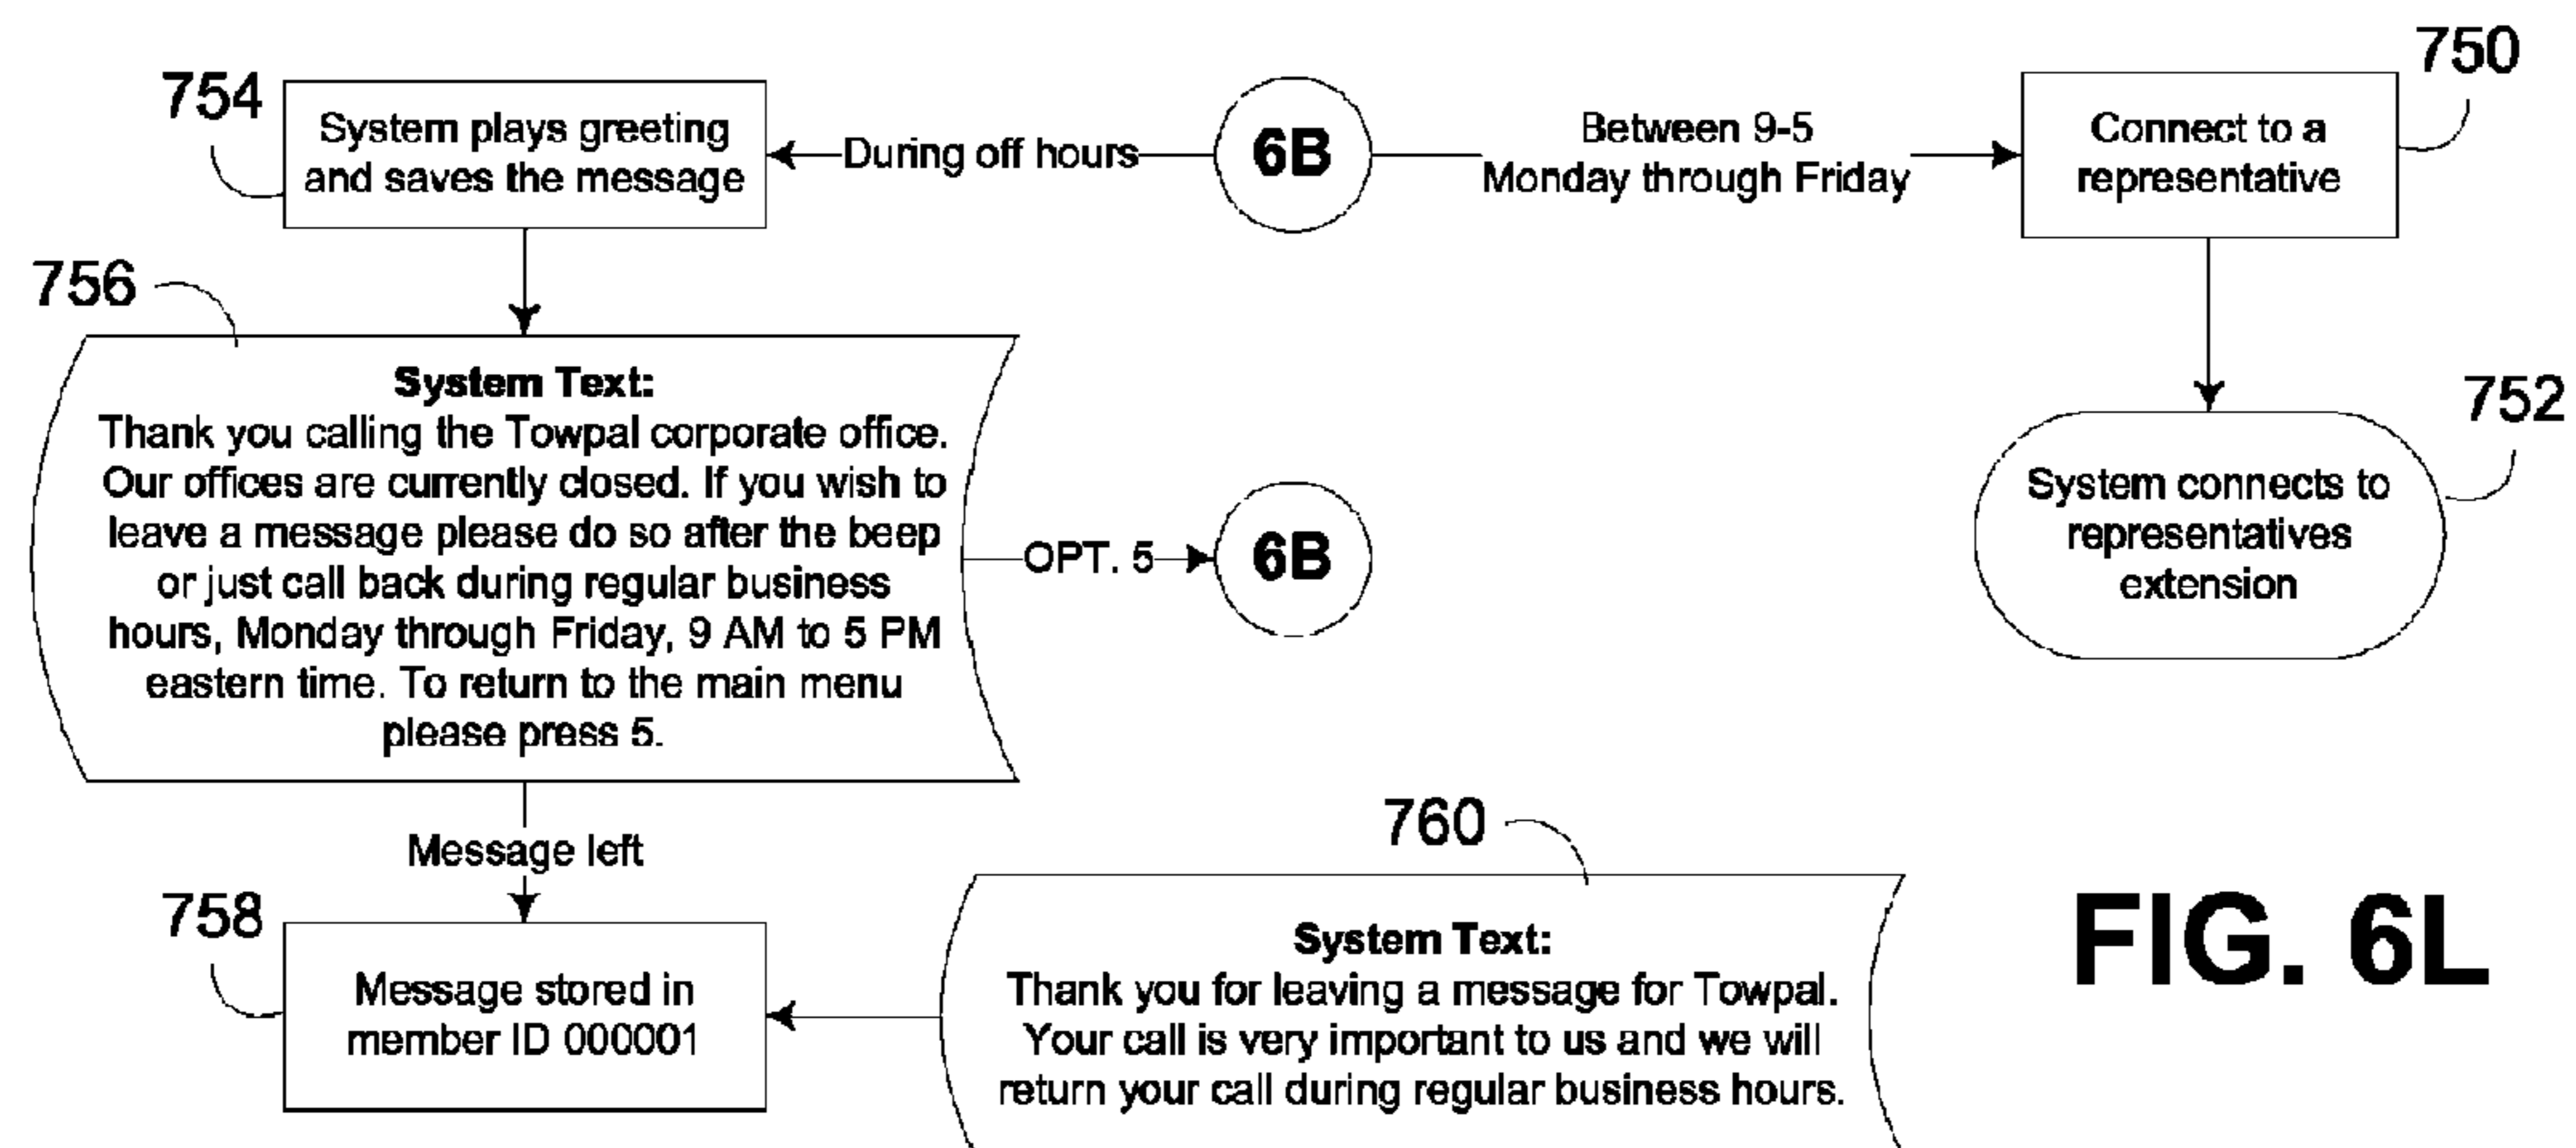 754
System plays greeting
and saves the message
During off hours
6B
Between 9-5
Monday through Friday
750
Connect to a
representative
756
System Text:
Thank you calling the Towpal corporate office.
Our offices are currently closed. If you wish to
leave a message please do so after the beep
or just call back during regular business
hours, Monday through Friday, 9 AM to 5 PM
eastern time. To return to the main menu
please press 5.
OPT. 5
6B
752
System connects to
representatives
extension
Message left
758
Message stored in
member ID 000001
760
System Text:
Thank you for leaving a message for Towpal.
Your call is very important to us and we will
return your call during regular business hours.
FIG. 6L